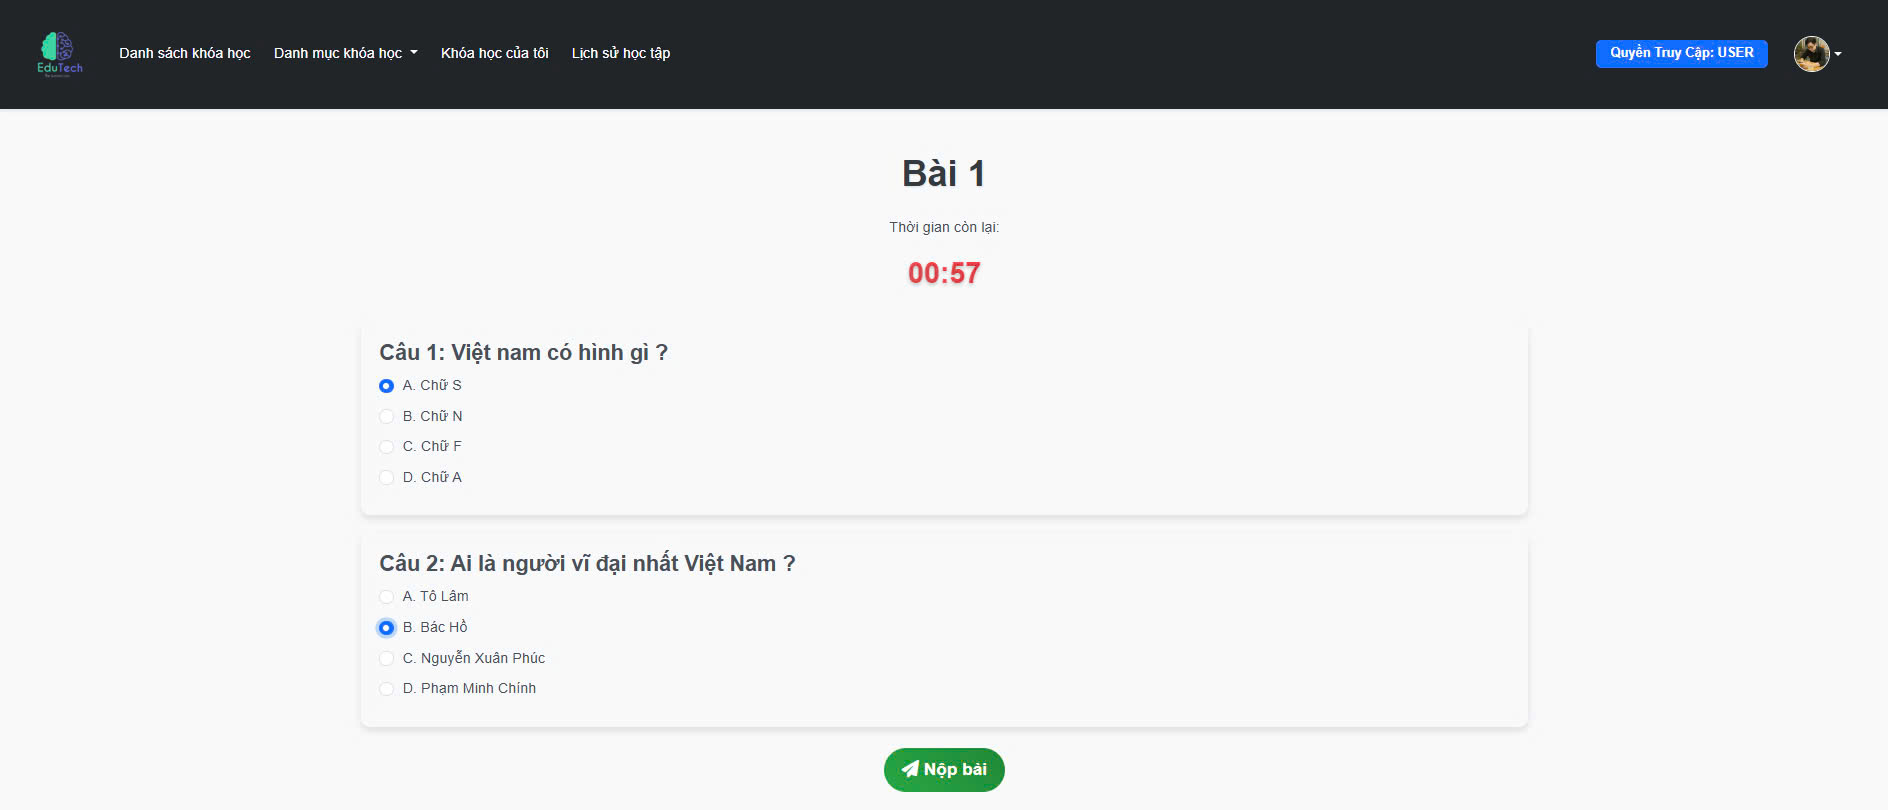 EduTech
Danh sách khóa học
Danh mục khóa học
Khóa học của tôi
Lịch sử học tập
Quyền Truy Cập: USER
Bài 1
Thời gian còn lại:
00:57
Câu 1: Việt nam có hình gì ?
A. Chữ S
B. Chữ N
C. Chữ F
D. Chữ A
Câu 2: Ai là người vĩ đại nhất Việt Nam ?
A. Tô Lâm
B. Bác Hồ
C. Nguyễn Xuân Phúc
D. Phạm Minh Chính
Nộp bài